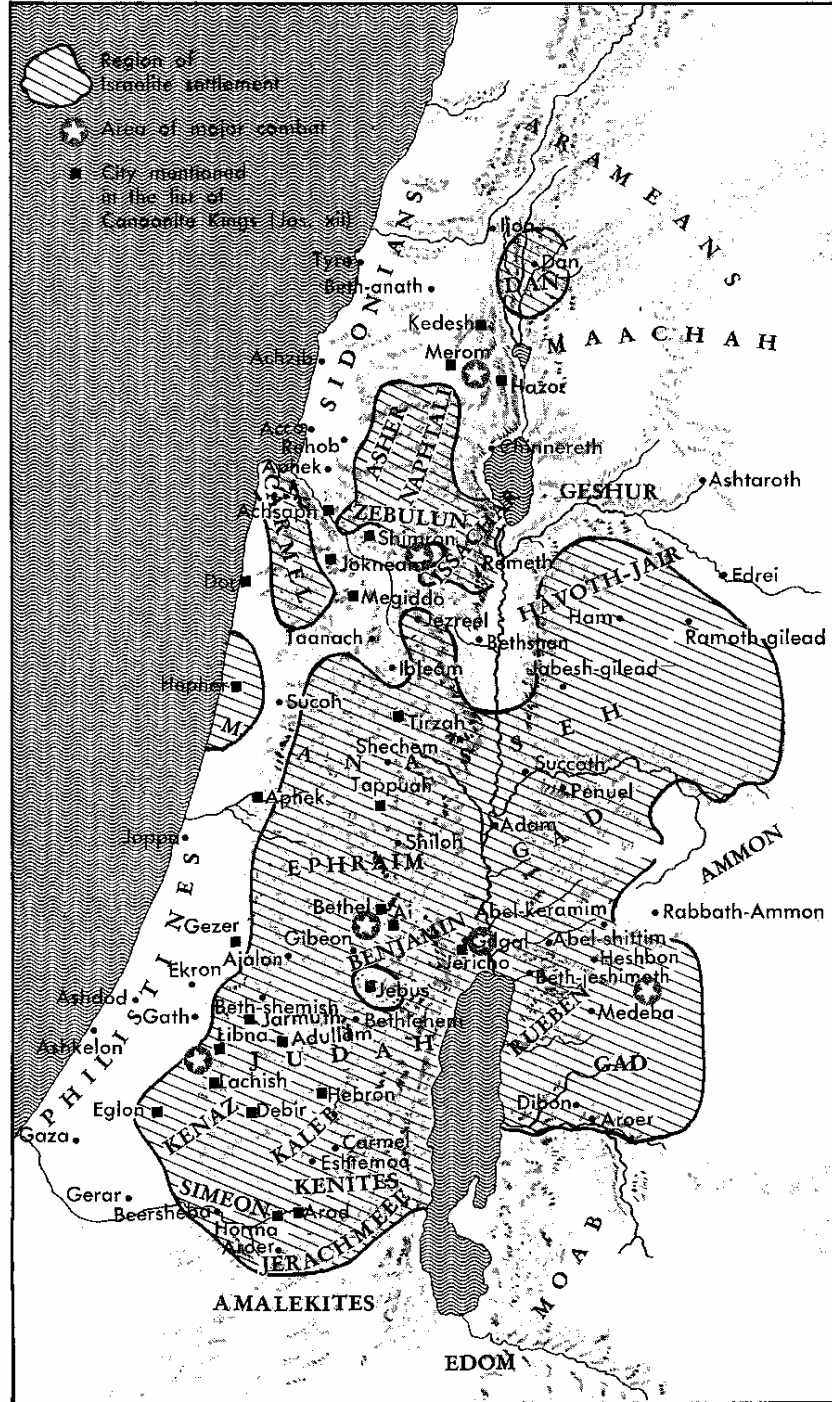 Region of
Israelite settlement
Area of major combat
City mentioned
in the list of
Canaanite Kings (Jos. xii)
ARAMEANS
SIDONIANS
Ijon
Tyre
Dan
DAN
Beth-anath
Kedesh
MAACHAH
Merom
Achzib
Hazor
ASHER
NAPHTALI
Acco
Rehob
Chinnereth
Aphek
Ashtaroth
GESHUR
CARMEL
Achsaph
ZEBULUN
ISSACHAR
Shimron
Jokneam
Remeth
HAVOTH-JAIR
Edrei
Dor
Megiddo
Jezreel
Ham
Ramoth-gilead
Taanach
Bethshan
Ibleam
Jabesh-gilead
Hepher
Sucoh
Tirzah
MANASSEH
Shechem
Succoth
Tappuah
Penuel
Aphek
Adam
GAD
Joppa
Shiloh
EPHRAIM
AMMON
Bethel
Ai
Abel-keramim
Rabbath-Ammon
Gezer
Gibeon
BENJAMIN
Gilgal
Abel-shittim
Ajalon
Jericho
Heshbon
Ekron
Beth-jeshimoth
Jebus
Ashdod
Beth-shemish
Gath
Jarmuth
Bethlehem
RUEBEN
Medeba
Ashkelon
Libna
Adullam
JUDAH
GAD
PHILISTINES
Lachish
Hebron
Eglon
Debir
Dibon
KENAZ
KALEB
Aroer
Gaza
Carmel
Eshtemoa
KENITES
Gerar
SIMEON
Beersheba
Arad
Horma
Arder
JERACHMEEL
MOAB
AMALEKITES
EDOM